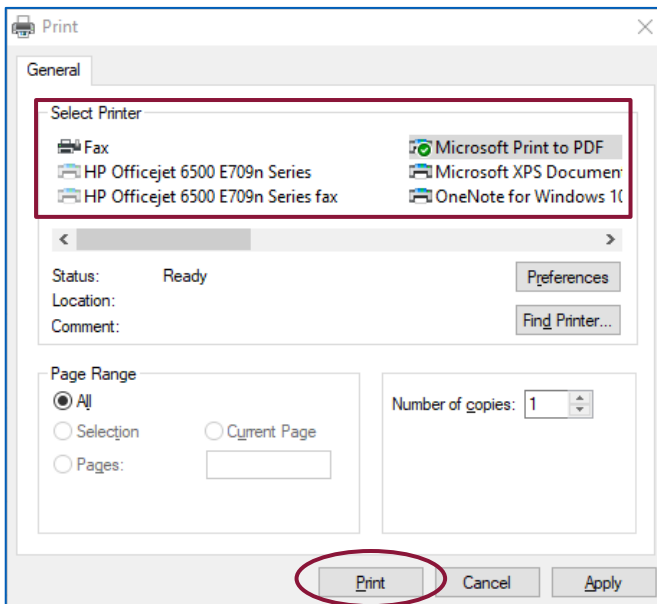 Print
General
Select Printer
Fax
Microsoft Print to PDF
HP Officejet 6500 E709n Series
Microsoft XPS Documen
HP Officejet 6500 E709n Series fax
OneNote for Windows 10
Status: Ready
Preferences
Location:
Comment:
Find Printer...
Page Range
All
Number of copies: 1
Selection
Current Page
Pages:
Print
Cancel
Apply